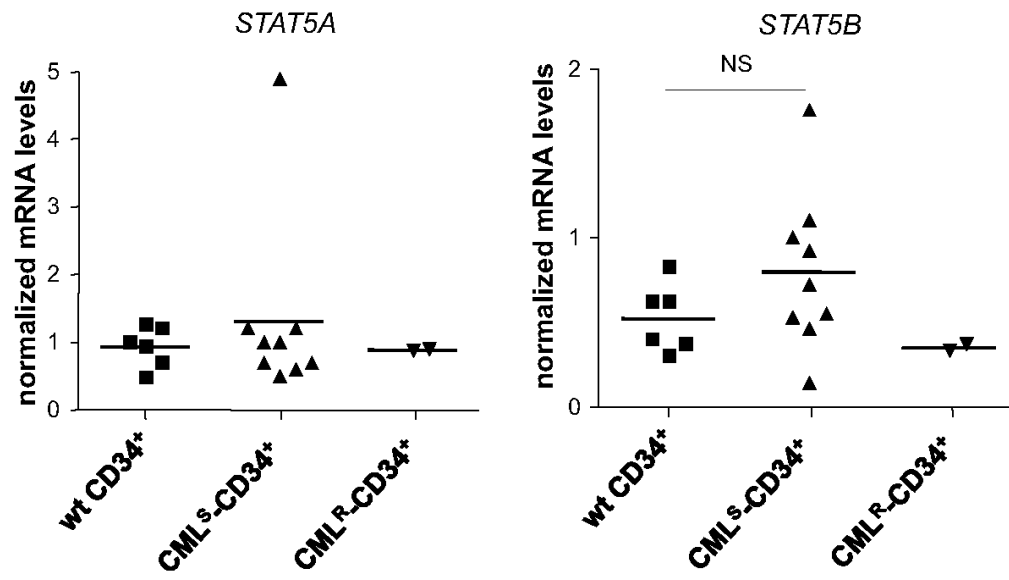 STAT5A
normalized mRNA levels
5
4
3
2
1
0
wt CD34⁺
CMLˢ-CD34⁺
CMLᴿ-CD34⁺
STAT5B
NS
normalized mRNA levels
2
1
0
wt CD34⁺
CMLˢ-CD34⁺
CMLᴿ-CD34⁺